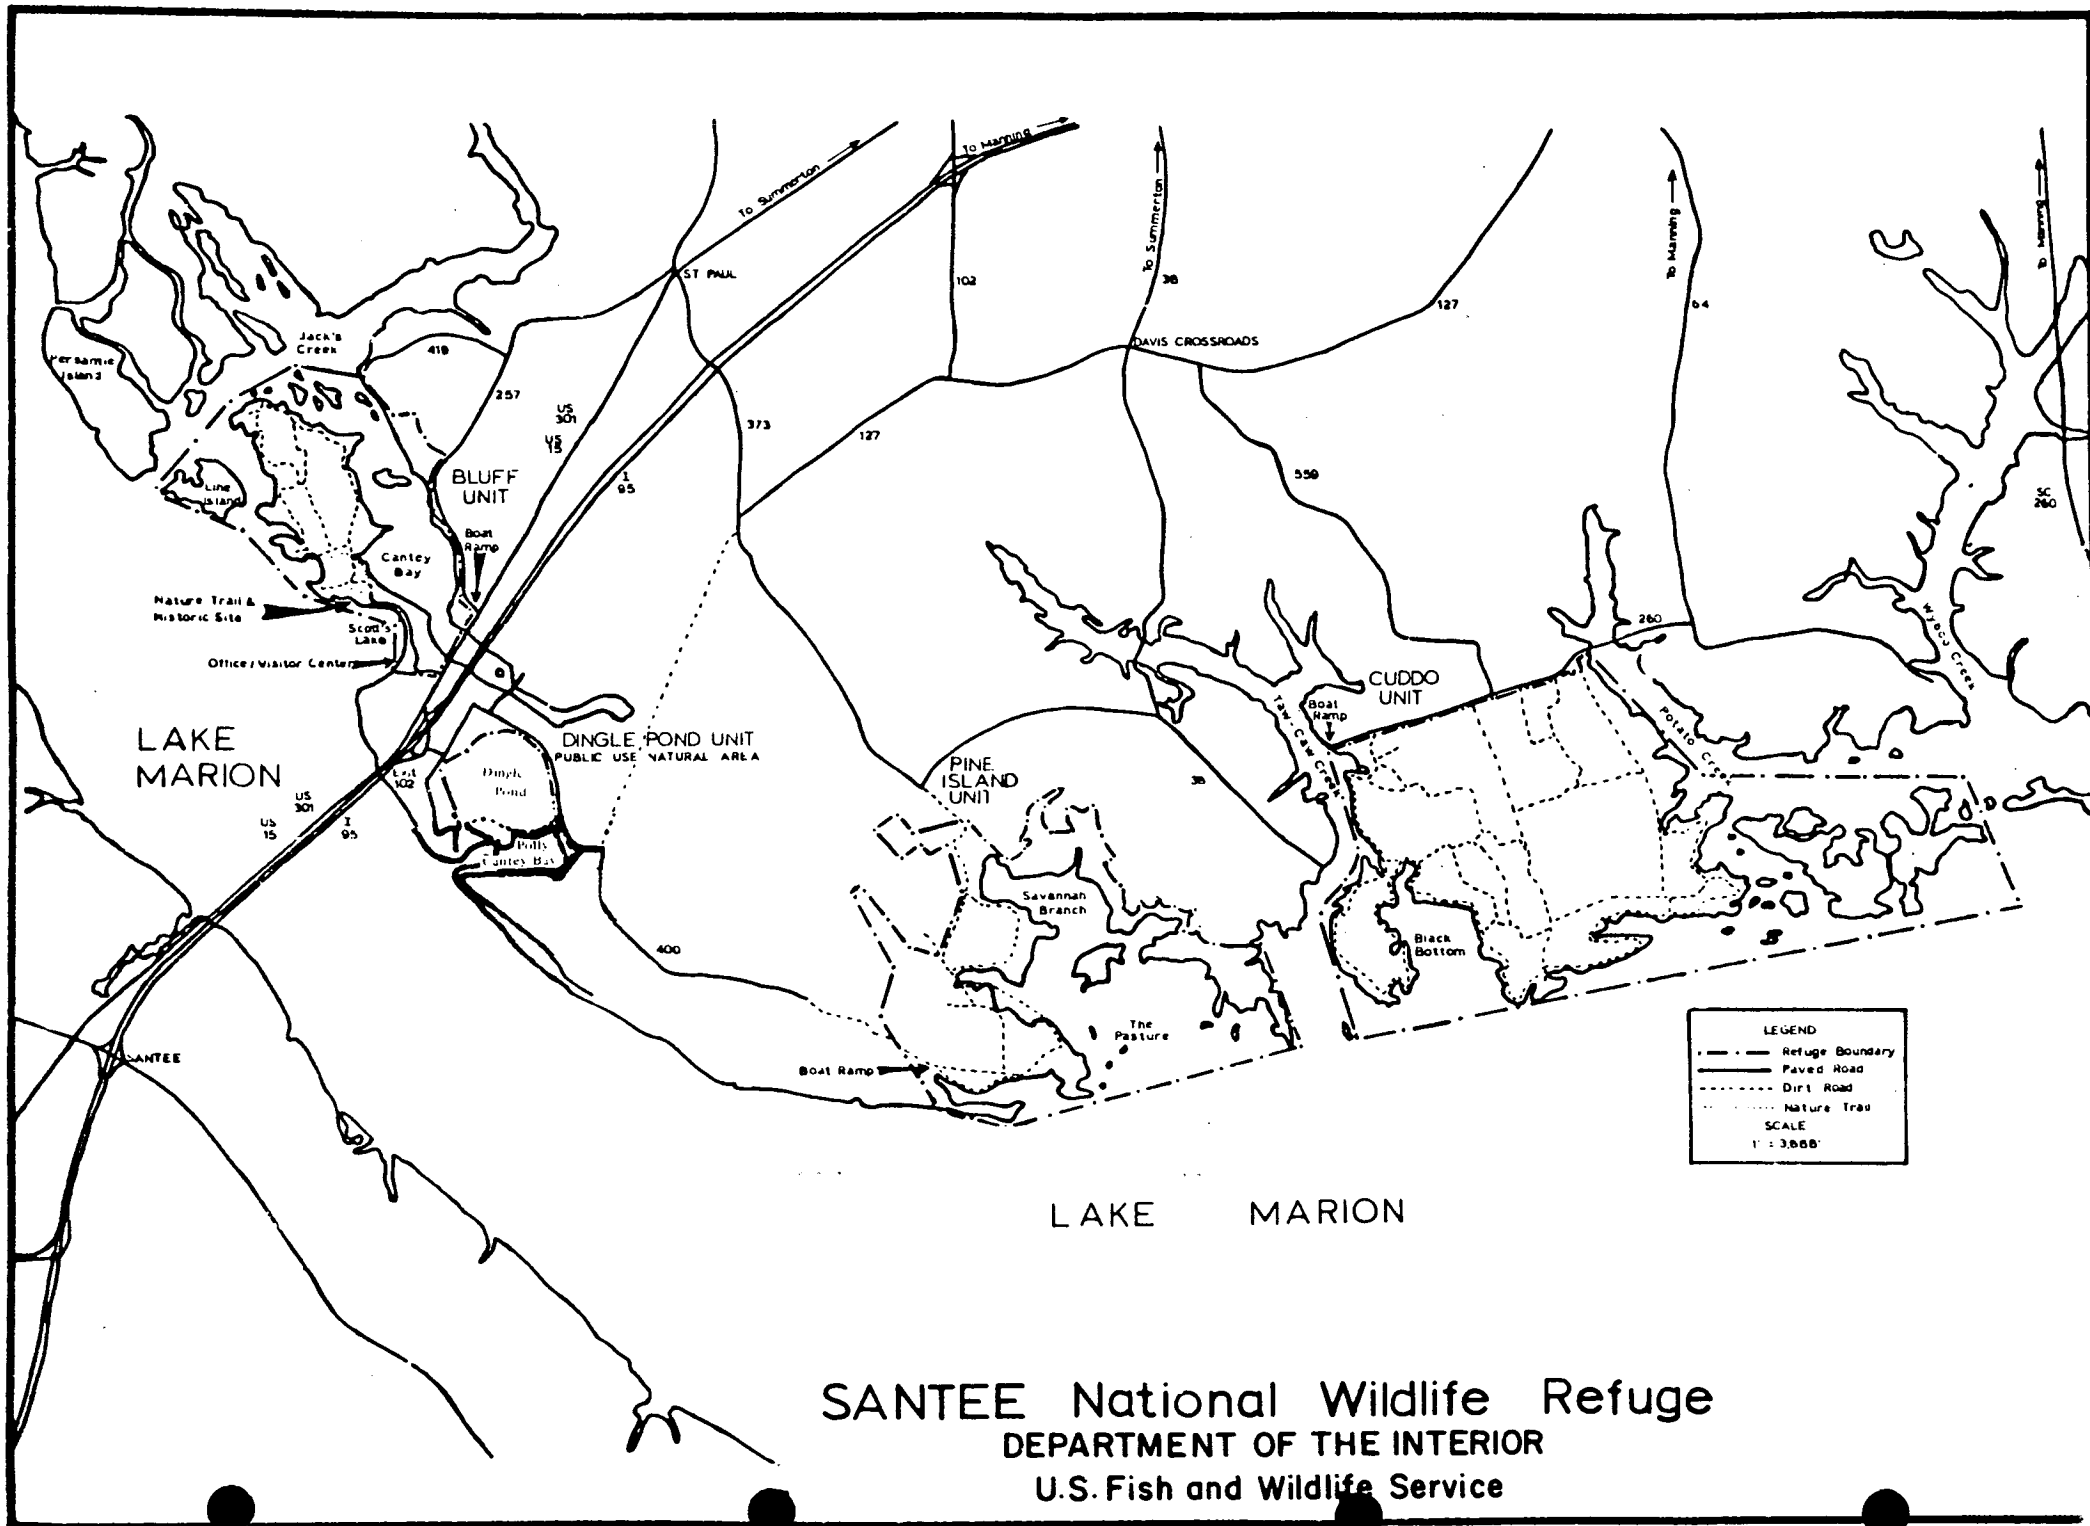 To Summerton
To Manning
To Summerton
To Manning
To Manning
ST PAUL
102
38
127
64
Jack's
Creek
419
Persamie
Island
DAVIS CROSSROADS
257
US
301
US
15
373
127
I
95
559
SC
260
BLUFF
UNIT
Line
Island
Boat
Ramp
Cantey
Bay
Nature Trail &
Historic Site
Scott's
Lake
Office/Visitor Center
260
Wyboo Creek
CUDDO
UNIT
Boat
Ramp
Taw Caw Creek
Potato Creek
LAKE
MARION
DINGLE POND UNIT
PUBLIC USE NATURAL AREA
Dingle
Pond
Exit
102
PINE
ISLAND
UNIT
38
US
301
US
15
I
95
Polly
Cantey Bay
Savannah
Branch
Black
Bottom
400
The
Pasture
SANTEE
Boat Ramp
LEGEND
Refuge Boundary
Paved Road
Dirt Road
Nature Trail
SCALE
LAKE MARION
SANTEE National Wildlife Refuge
DEPARTMENT OF THE INTERIOR
U.S. Fish and Wildlife Service